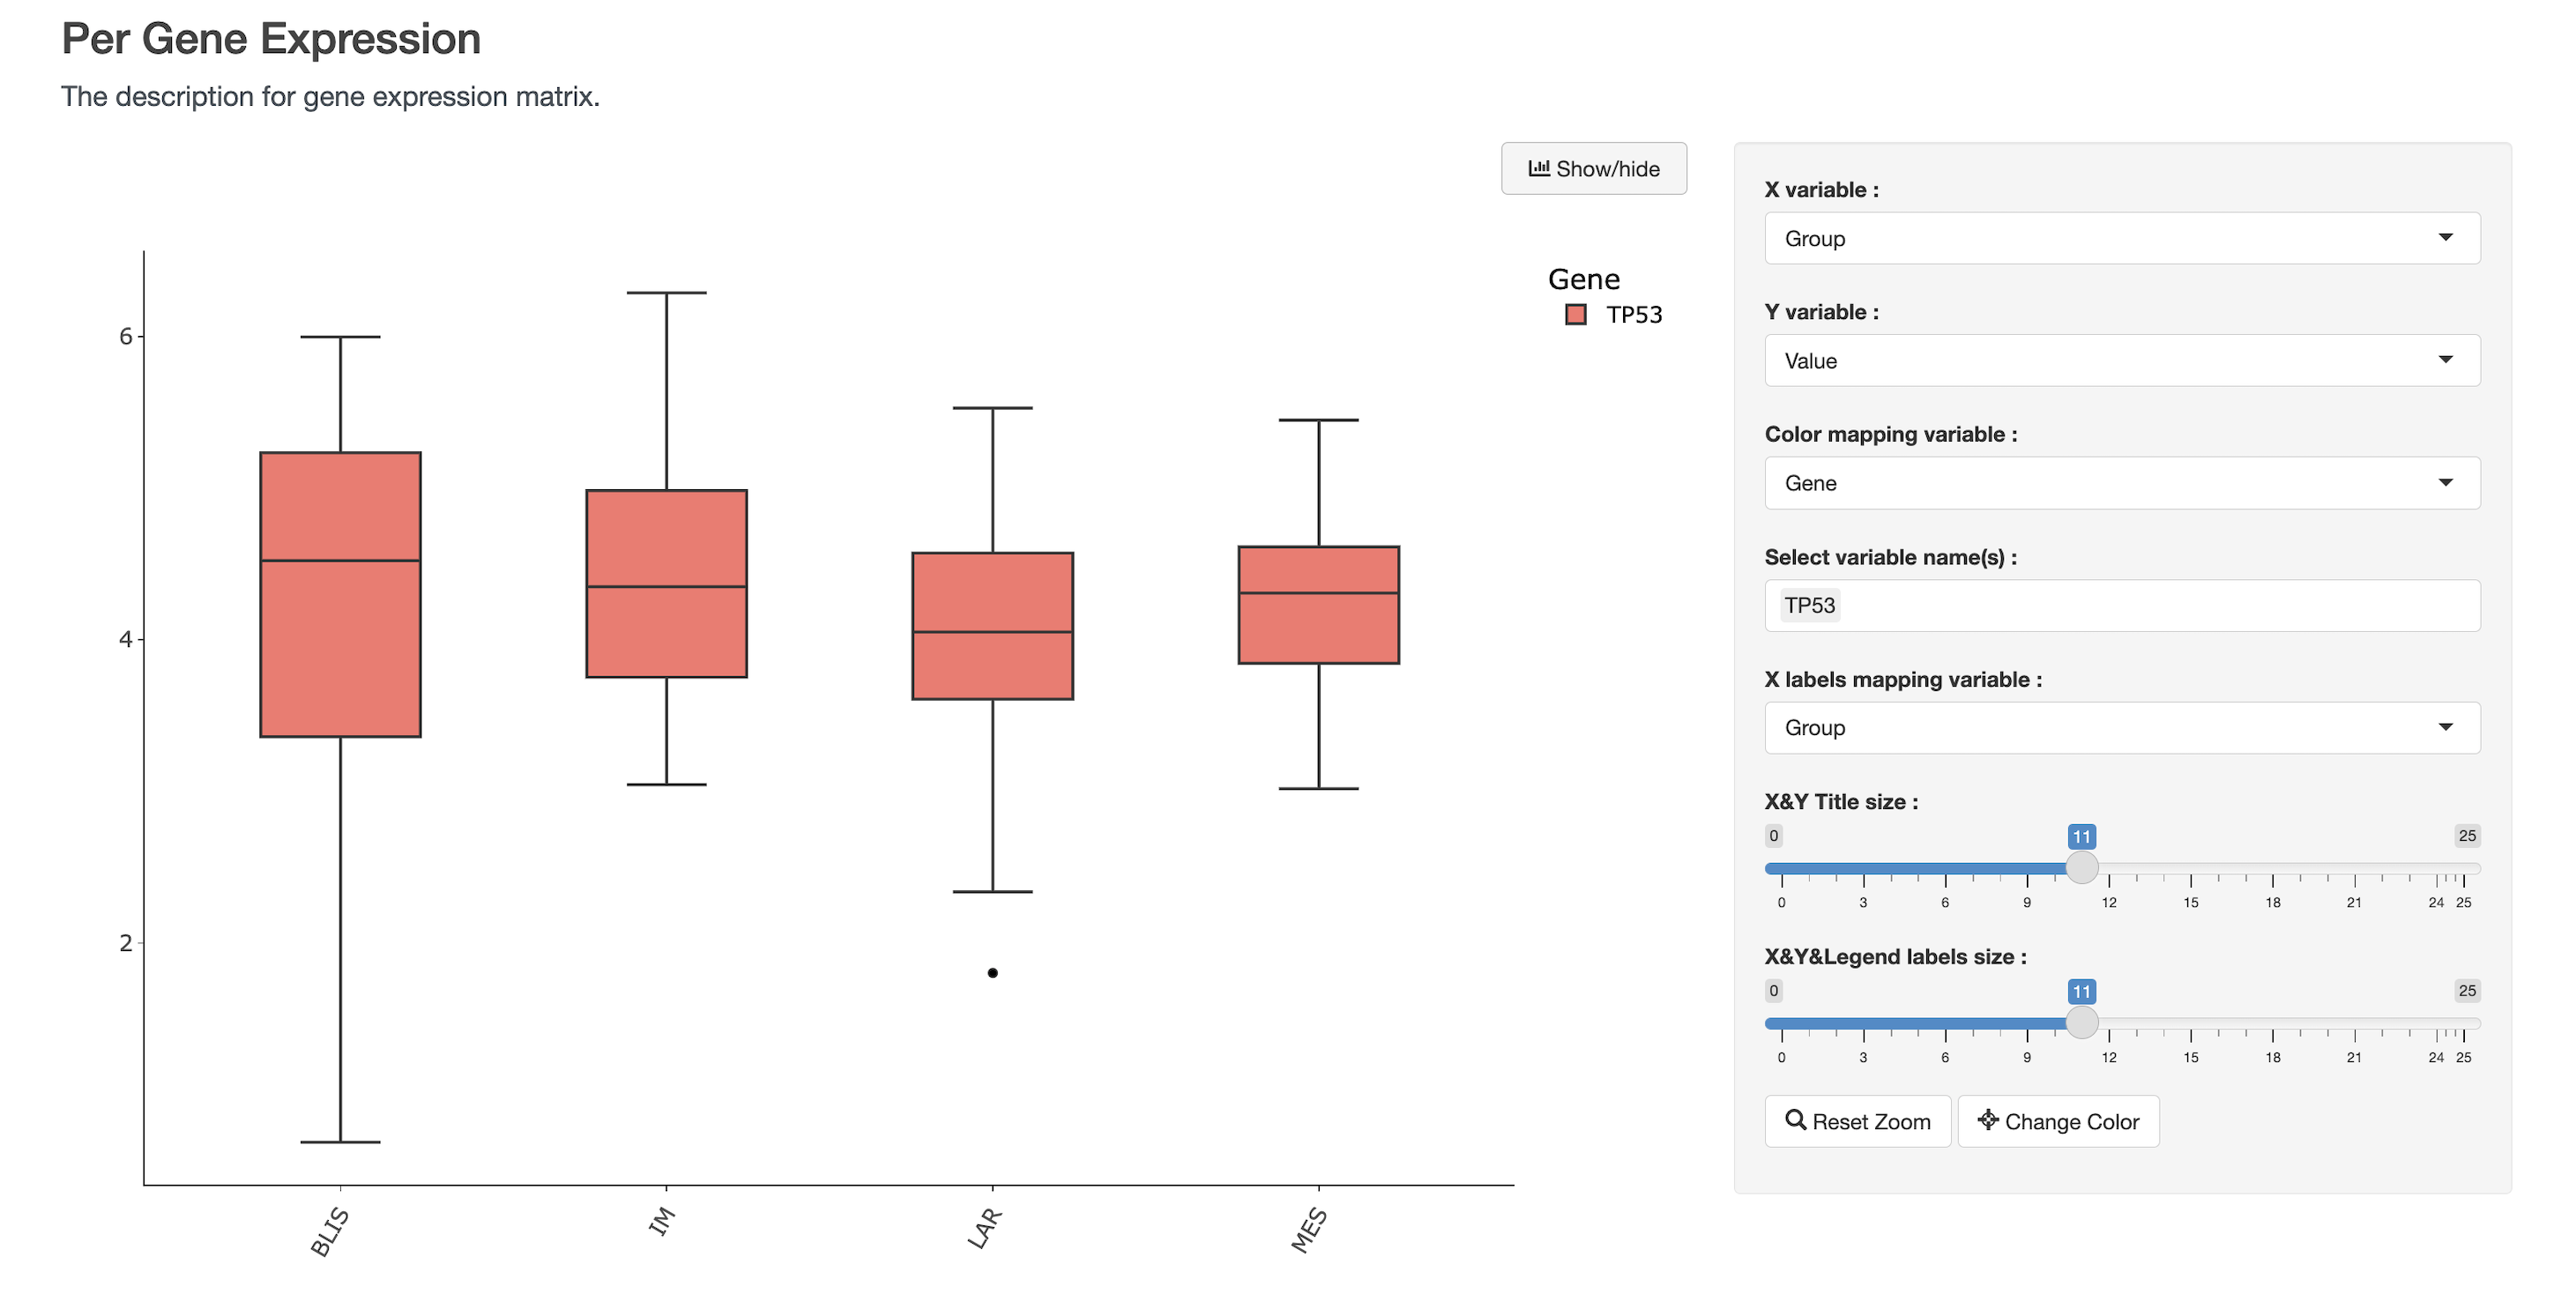 Per Gene Expression
The description for gene expression matrix.
Show/hide
Gene
TP53
6
4
2
BLIS
IM
LAR
MES
X variable :
Group
Y variable :
Value
Color mapping variable :
Gene
Select variable name(s) :
TP53
X labels mapping variable :
Group
X&Y Title size :
0 11 25
0 3 6 9 12 15 18 21 24 25
X&Y&Legend labels size :
0 11 25
0 3 6 9 12 15 18 21 24 25
Reset Zoom Change Color